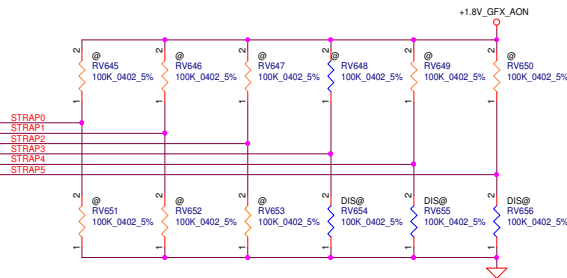 +1.8V_GFX_AON
2 2 2 2 2 2
@ @ @ @ @ @
RV645 RV646 RV647 RV648 RV649 RV650
100K_0402_5% 100K_0402_5% 100K_0402_5% 100K_0402_5% 100K_0402_5% 100K_0402_5%
1 1 1 1 1 1
STRAP0
STRAP1
STRAP2
STRAP3
STRAP4
STRAP5
2 2 2 2 2 2
@ @ @ DIS@ DIS@ DIS@
RV651 RV652 RV653 RV654 RV655 RV656
100K_0402_5% 100K_0402_5% 100K_0402_5% 100K_0402_5% 100K_0402_5% 100K_0402_5%
1 1 1 1 1 1